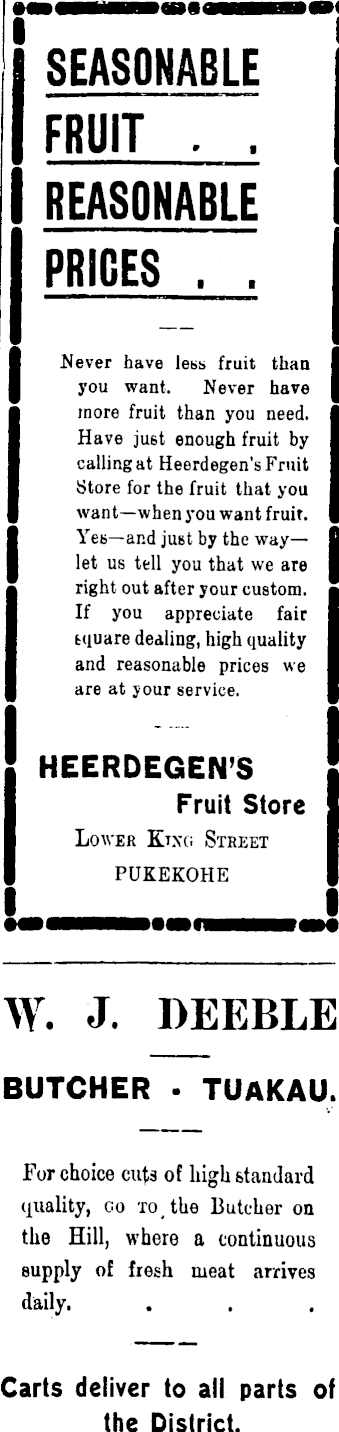 SEASONABLE
FRUIT . .
REASONABLE
PRICES . .
Never have less fruit than
you want. Never have
more fruit than you need.
Have just enough fruit by
calling at Heerdegen's Fruit
Store for the fruit that you
want—when you want fruit.
Yes—and just by the way—
let us tell you that we are
right out after your custom.
If you appreciate fair
square dealing, high quality
and reasonable prices we
are at your service.
HEERDEGEN'S
Fruit Store
LOWER KING STREET
PUKEKOHE
W. J. DEEBLE
BUTCHER - TUAKAU.
For choice cuts of high standard
quality, GO TO the Butcher on
the Hill, where a continuous
supply of fresh meat arrives
daily. . . .
Carts deliver to all parts of
the District.